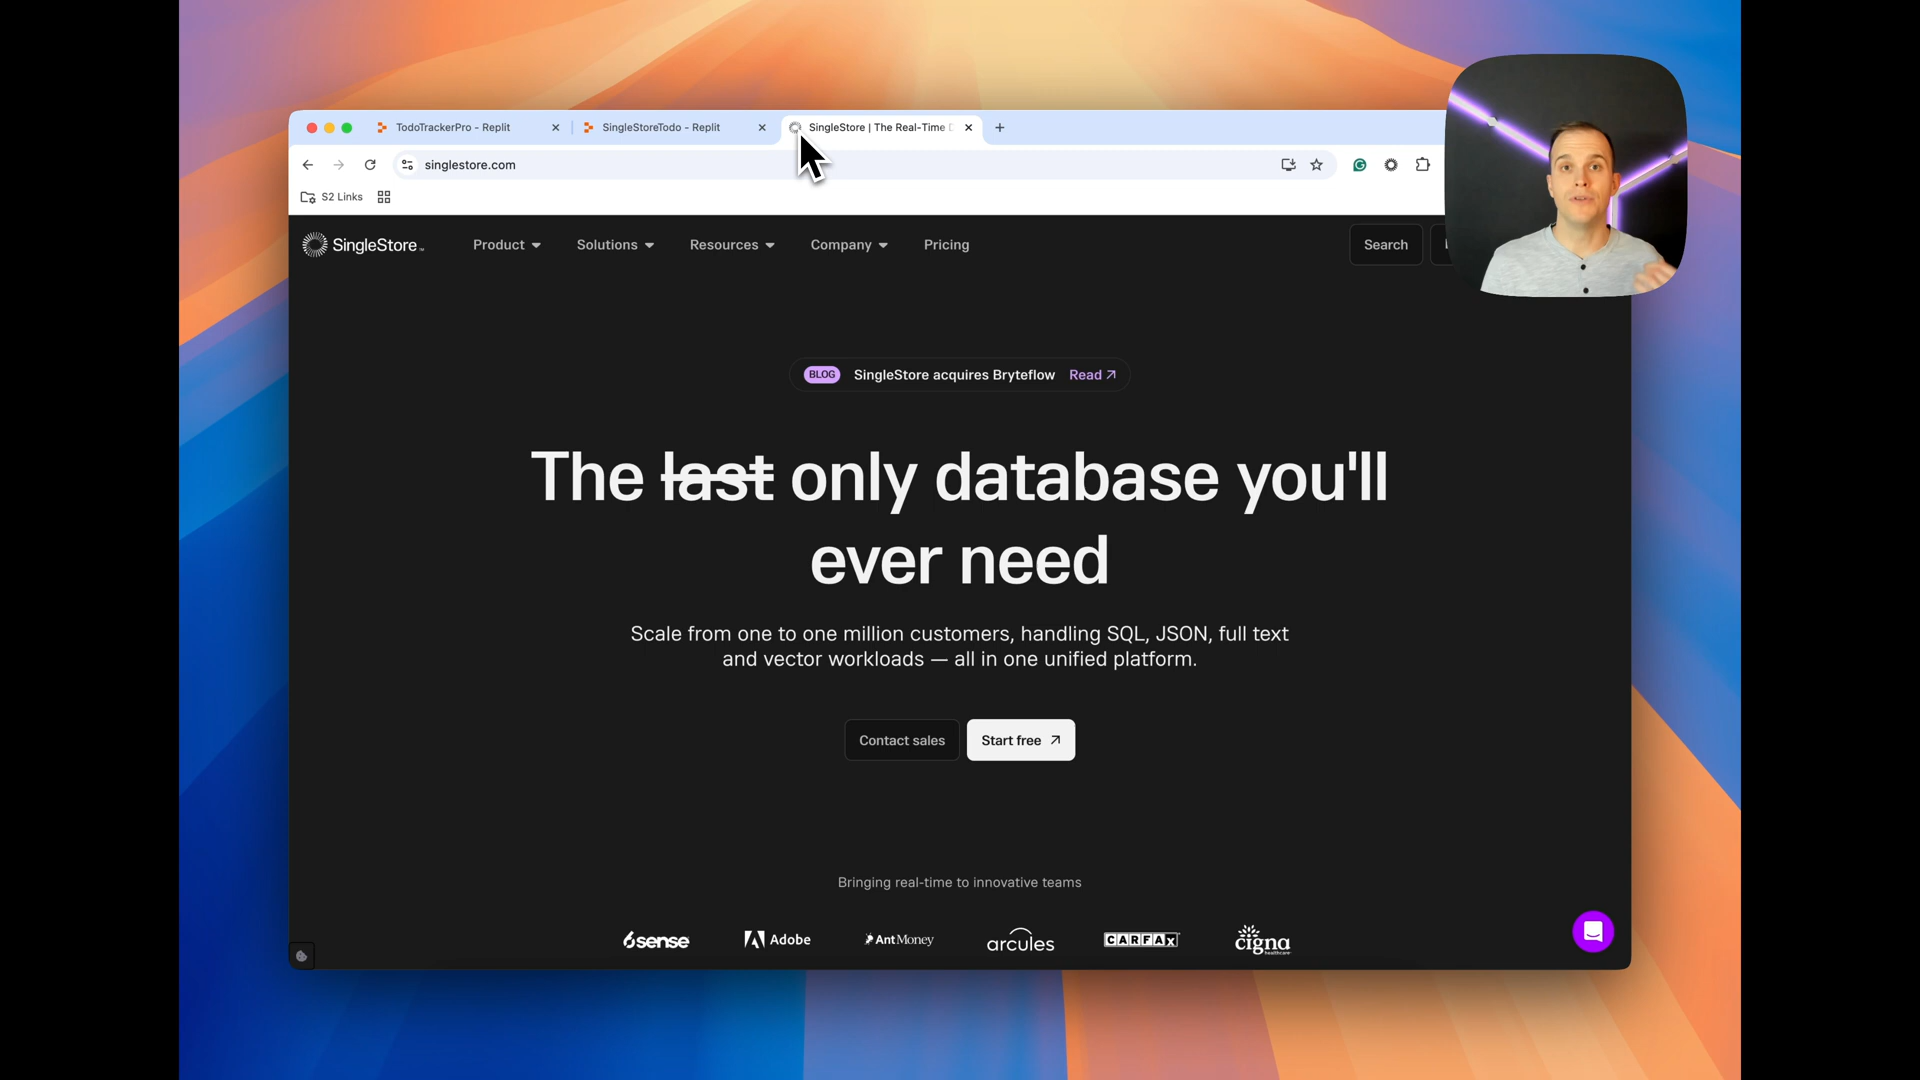 TodoTrackerPro - Replit
SingleStoreTodo - Replit
SingleStore | The Real-Time
singlestore.com
S2 Links
SingleStore
Product
Solutions
Resources
Company
Pricing
Search
BLOG SingleStore acquires Bryteflow Read
The last only database you'll
ever need
Scale from one to one million customers, handling SQL, JSON, full text
and vector workloads — all in one unified platform.
Contact sales
Start free
Bringing real-time to innovative teams
6sense
Adobe
AntMoney
arcules
CARFAX
cigna
healthcare